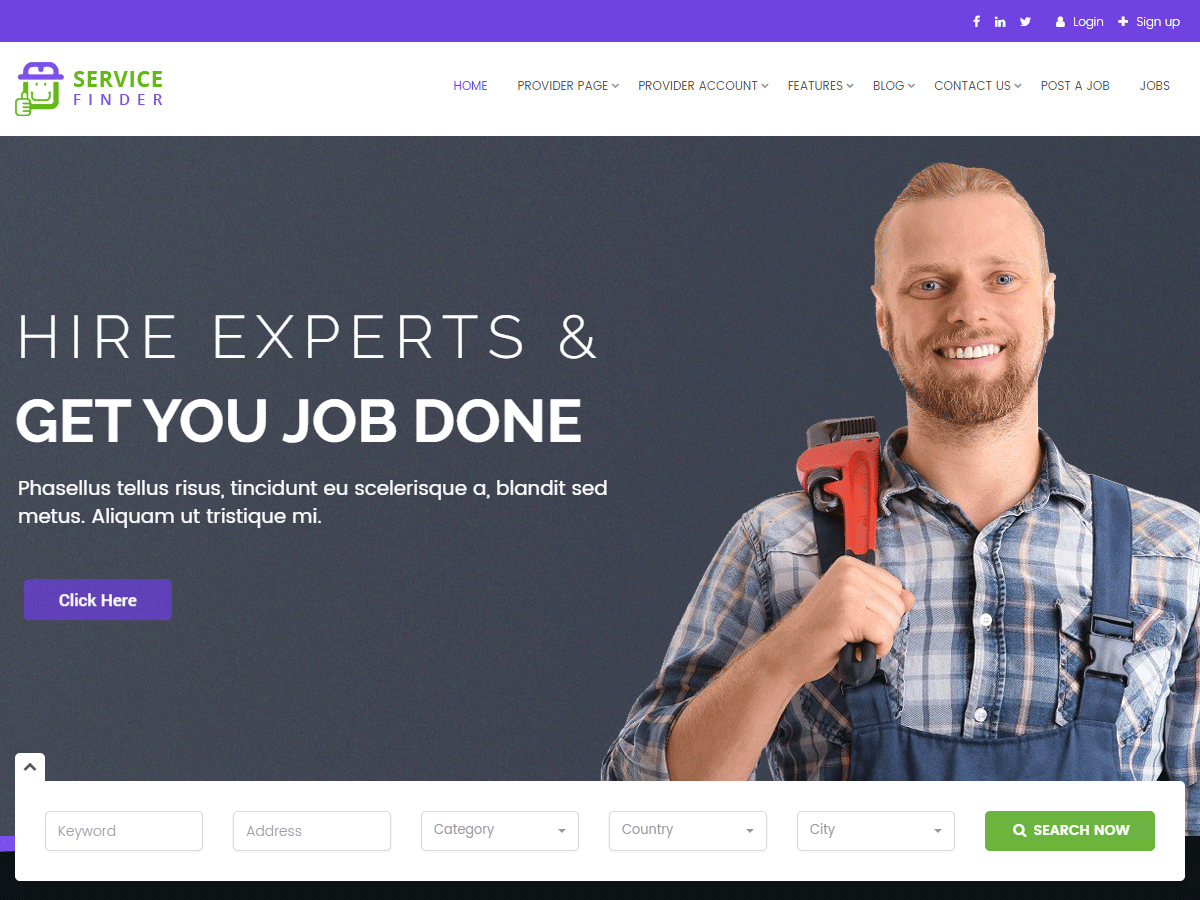 Login Sign up
SERVICE
FINDER
HOME PROVIDER PAGE PROVIDER ACCOUNT FEATURES BLOG CONTACT US POST A JOB JOBS
HIRE EXPERTS &
GET YOU JOB DONE
Phasellus tellus risus, tincidunt eu scelerisque a, blandit sed
metus. Aliquam ut tristique mi.
Click Here
Keyword Address Category Country City SEARCH NOW